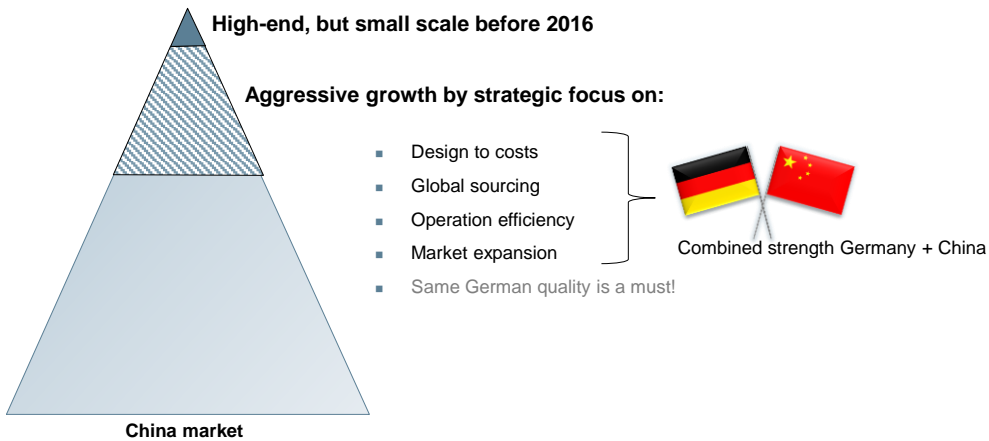 High-end, but small scale before 2016
Aggressive growth by strategic focus on:
Design to costs
Global sourcing
Operation efficiency
Market expansion
Combined strength Germany + China
Same German quality is a must!
China market